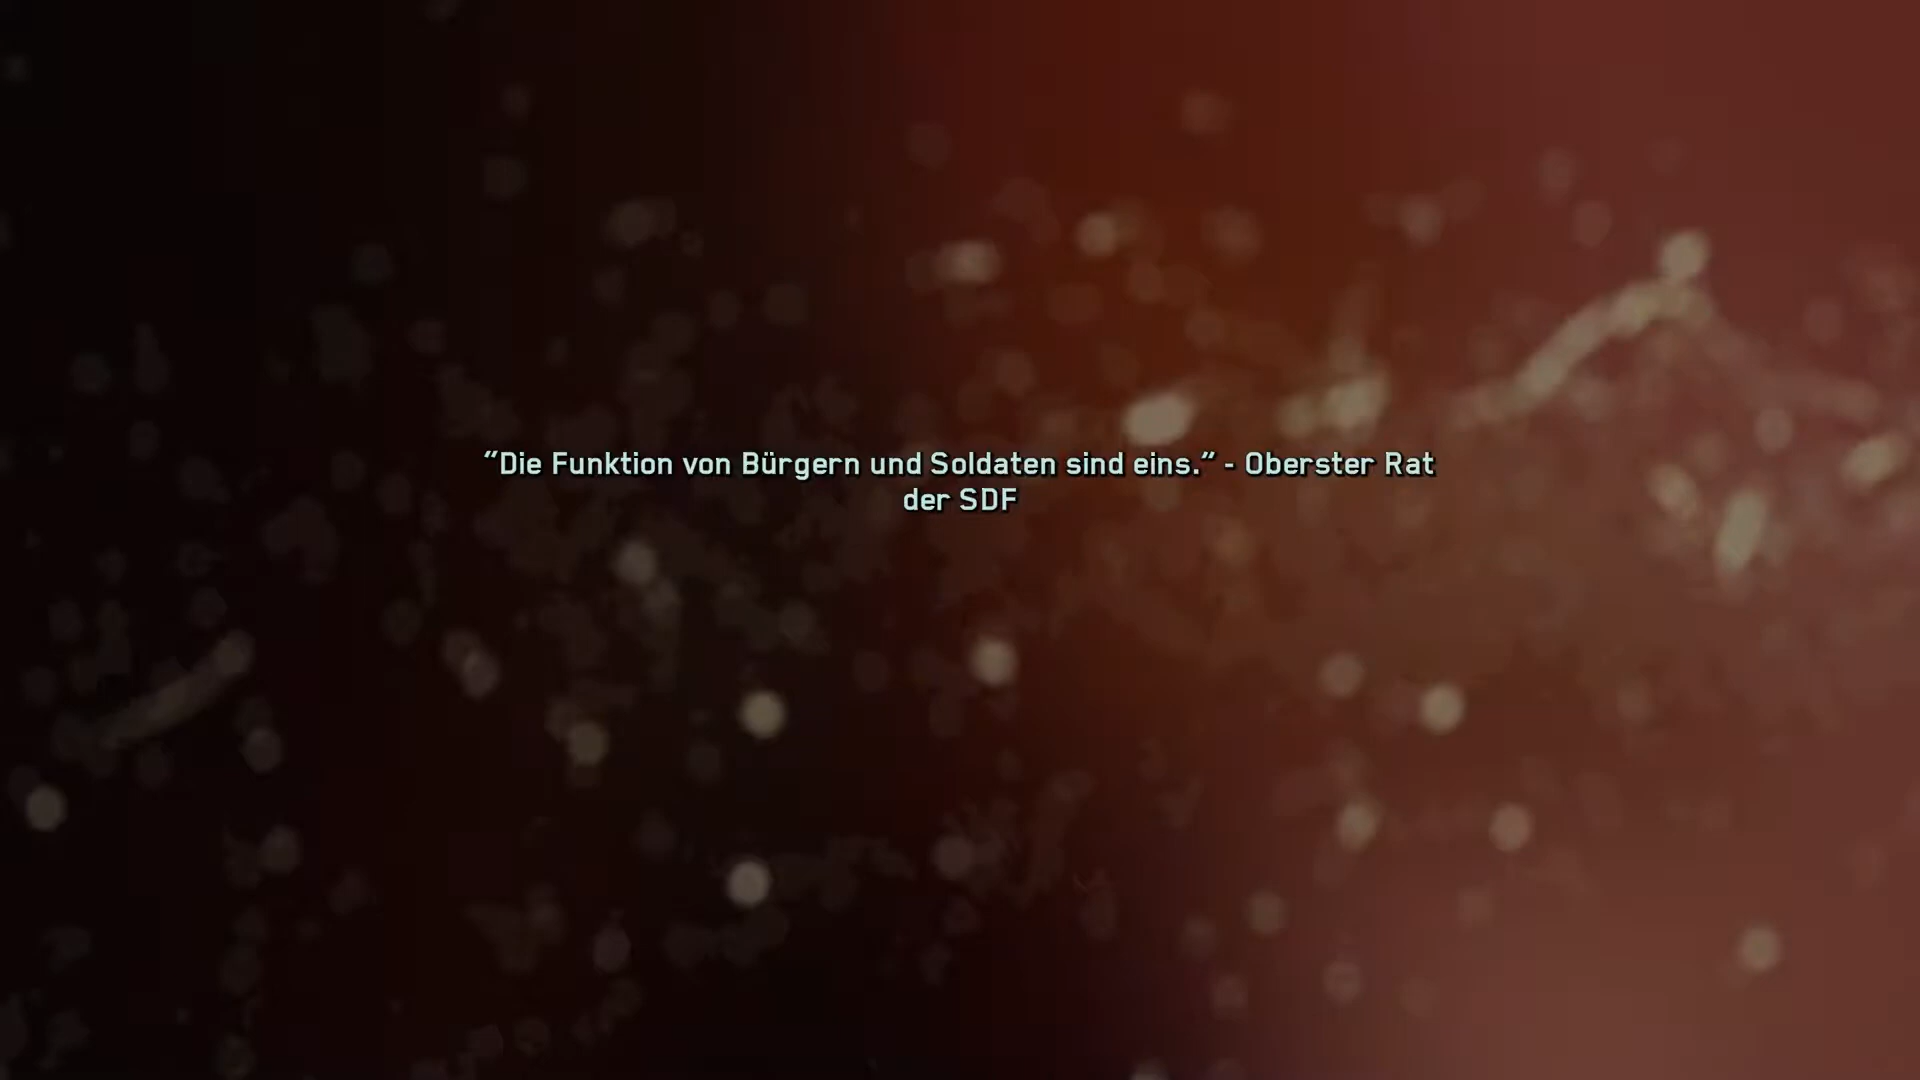 “Die Funktion von Bürgern und Soldaten sind eins.” - Oberster Rat
der SDF